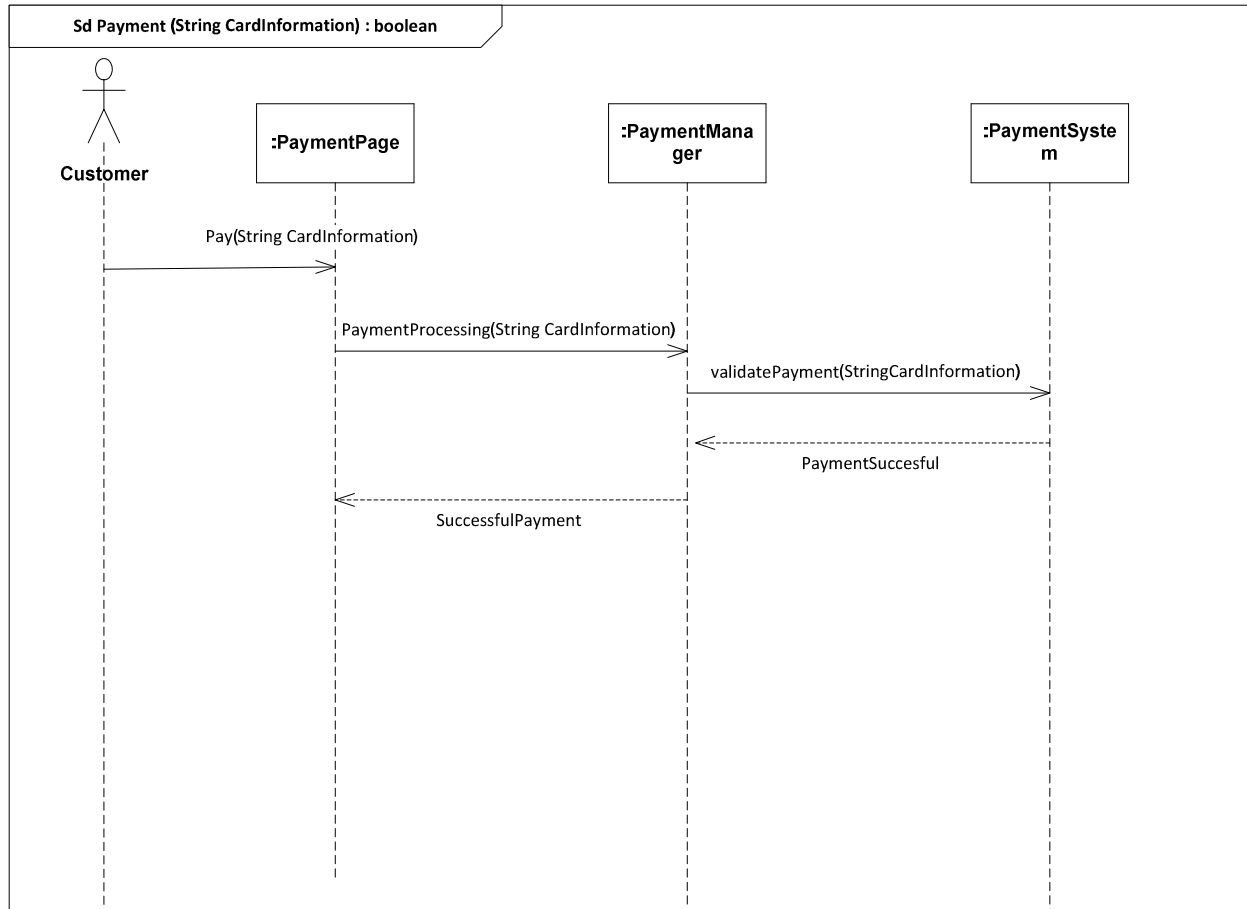 Sd Payment (String CardInformation) : boolean
Customer
:PaymentPage
:PaymentMana
ger
:PaymentSyste
m
Pay(String CardInformation)
PaymentProcessing(String CardInformation)
validatePayment(StringCardInformation)
PaymentSuccesful
SuccessfulPayment